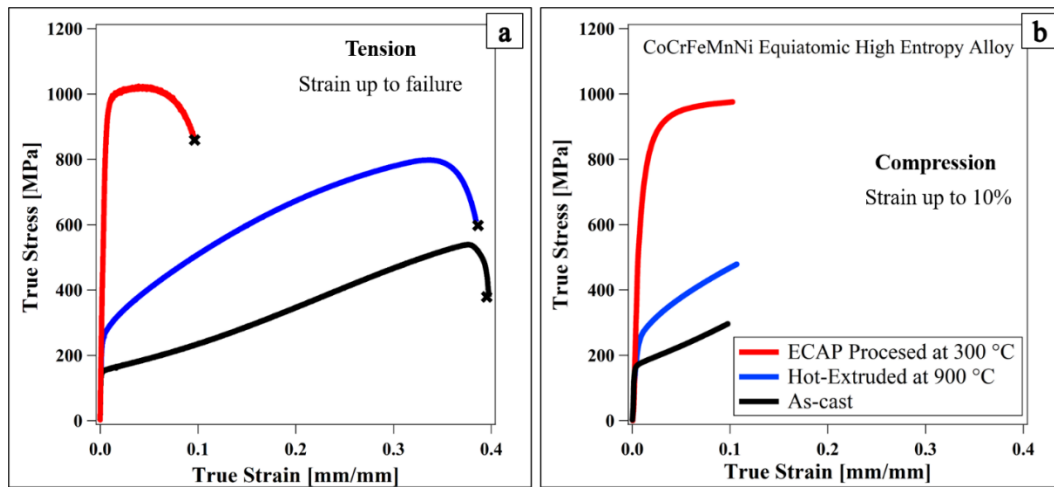 a
Tension
Strain up to failure
1200
1000
800
600
400
200
0
True Stress [MPa]
0.0 0.1 0.2 0.3 0.4
True Strain [mm/mm]
b
CoCrFeMnNi Equiatomic High Entropy Alloy
Compression
Strain up to 10%
1200
1000
800
600
400
200
0
True Stress [MPa]
ECAP Procesed at 300 °C
Hot-Extruded at 900 °C
As-cast
0.0 0.1 0.2 0.3 0.4
True Strain [mm/mm]